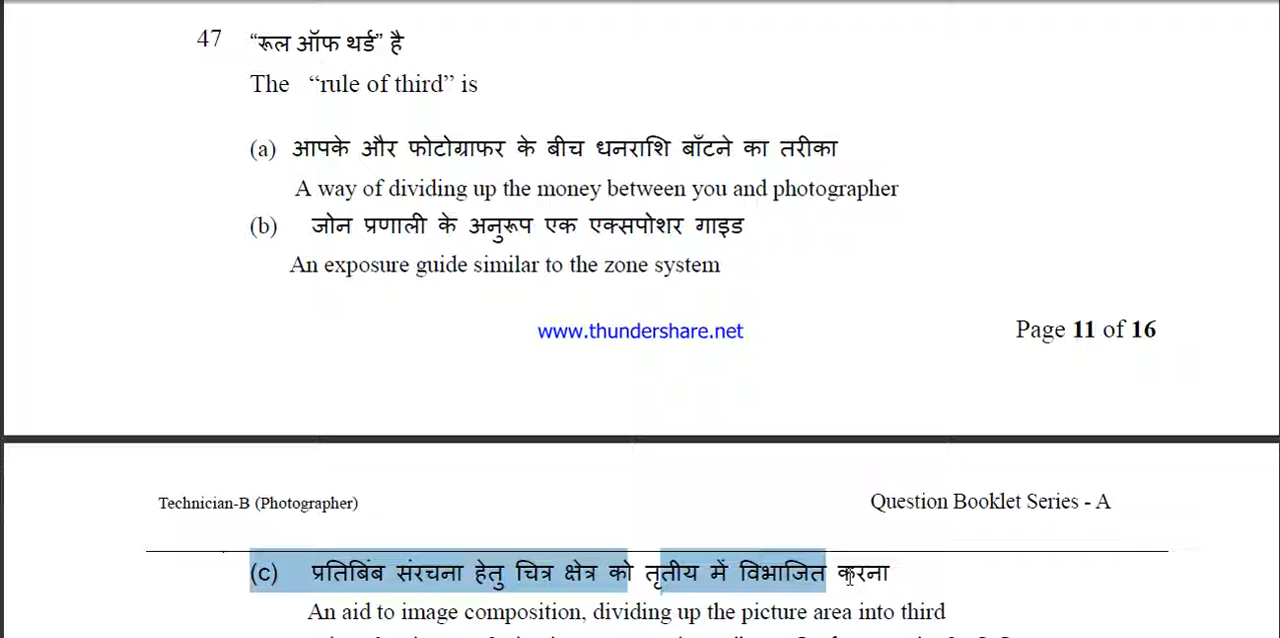 47 “रूल ऑफ थर्ड” है
The “rule of third” is
(a) आपके और फोटोग्राफर के बीच धनराशि बाँटने का तरीका
A way of dividing up the money between you and photographer
(b) जोन प्रणाली के अनुरूप एक एक्सपोशर गाइड
An exposure guide similar to the zone system
www.thundershare.net
Page 11 of 16
Technician-B (Photographer)
Question Booklet Series - A
(c) प्रतिबिंब संरचना हेतु चित्र क्षेत्र को तृतीय में विभाजित करना
An aid to image composition, dividing up the picture area into third